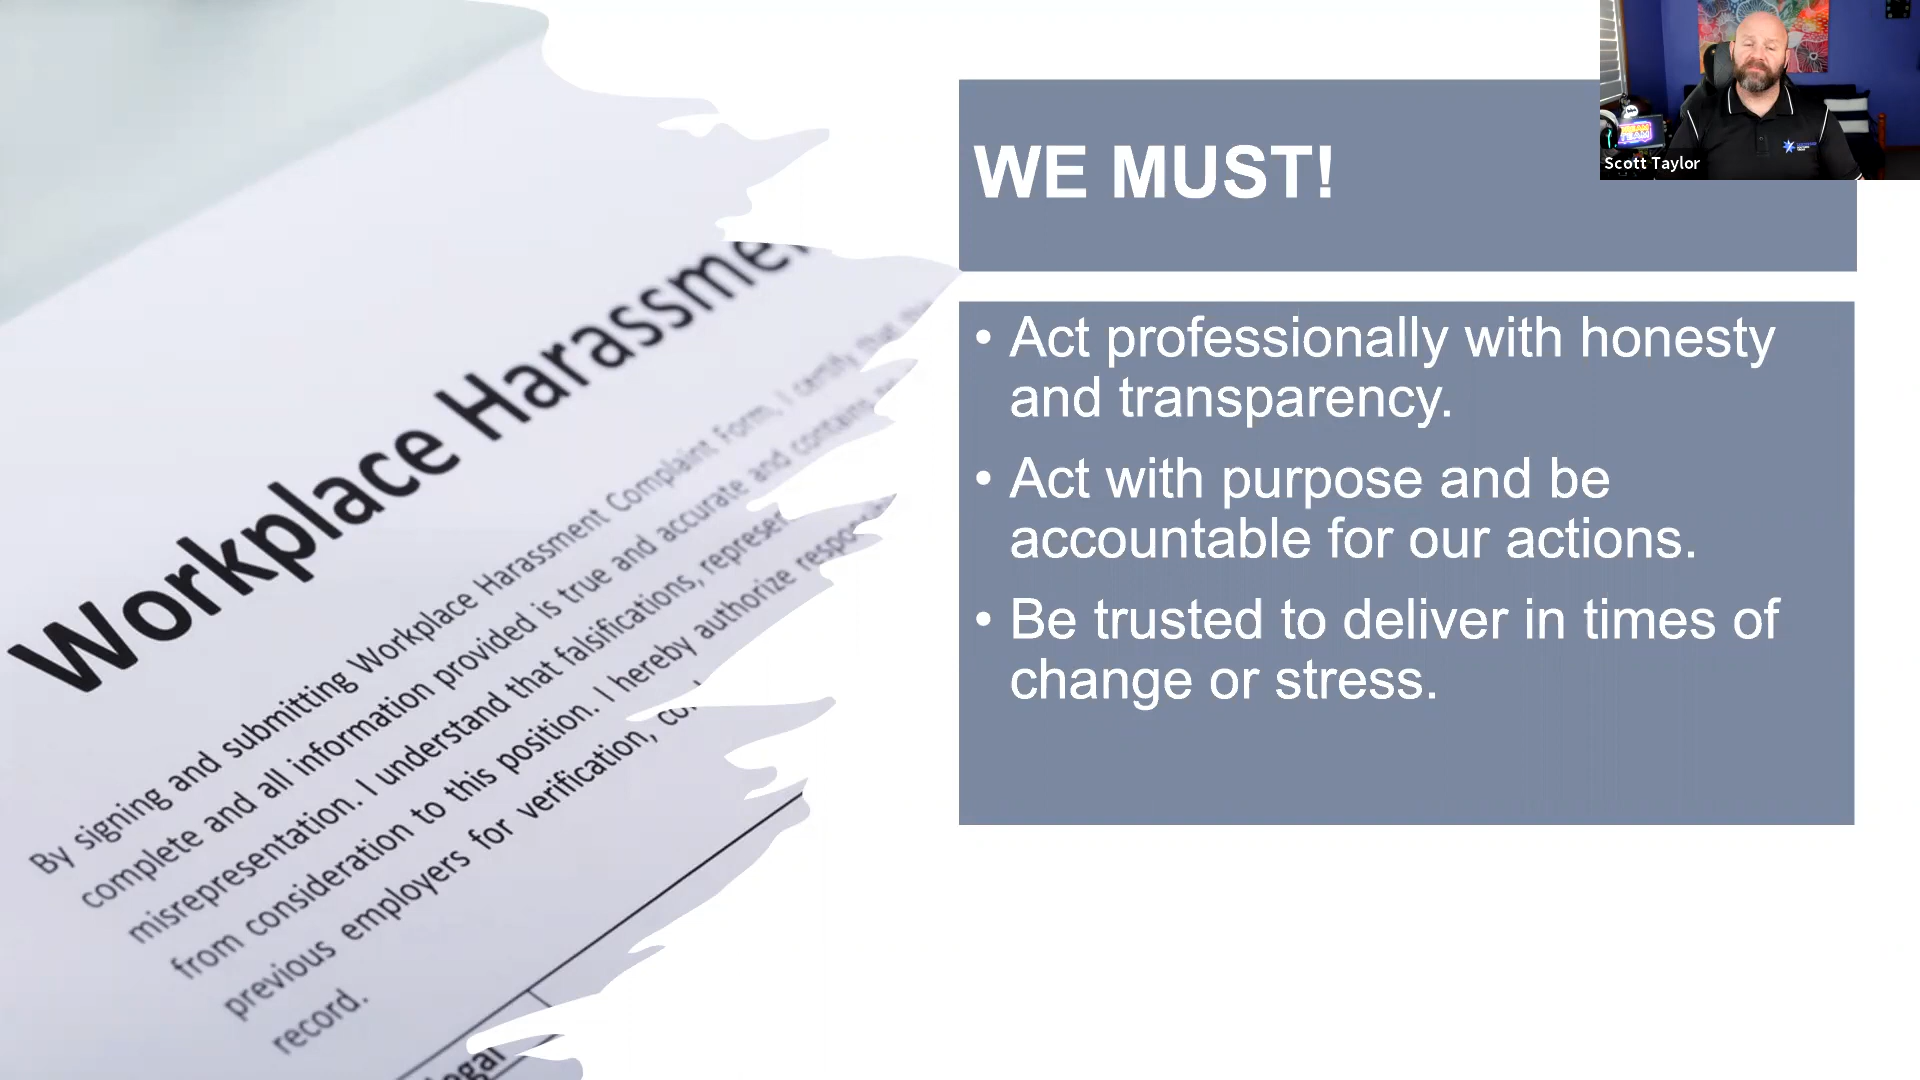 WE MUST!
Scott Taylor
• Act professionally with honesty
and transparency.
• Act with purpose and be
accountable for our actions.
• Be trusted to deliver in times of
change or stress.
Workplace Harassmen
By signing and submitting Workplace Harassment Complaint Form, I certify that
complete and all information provided is true and accurate and contains
misrepresentation. I understand that falsifications, represen
from consideration to this position. I hereby authorize
previous employers for verification,
record.